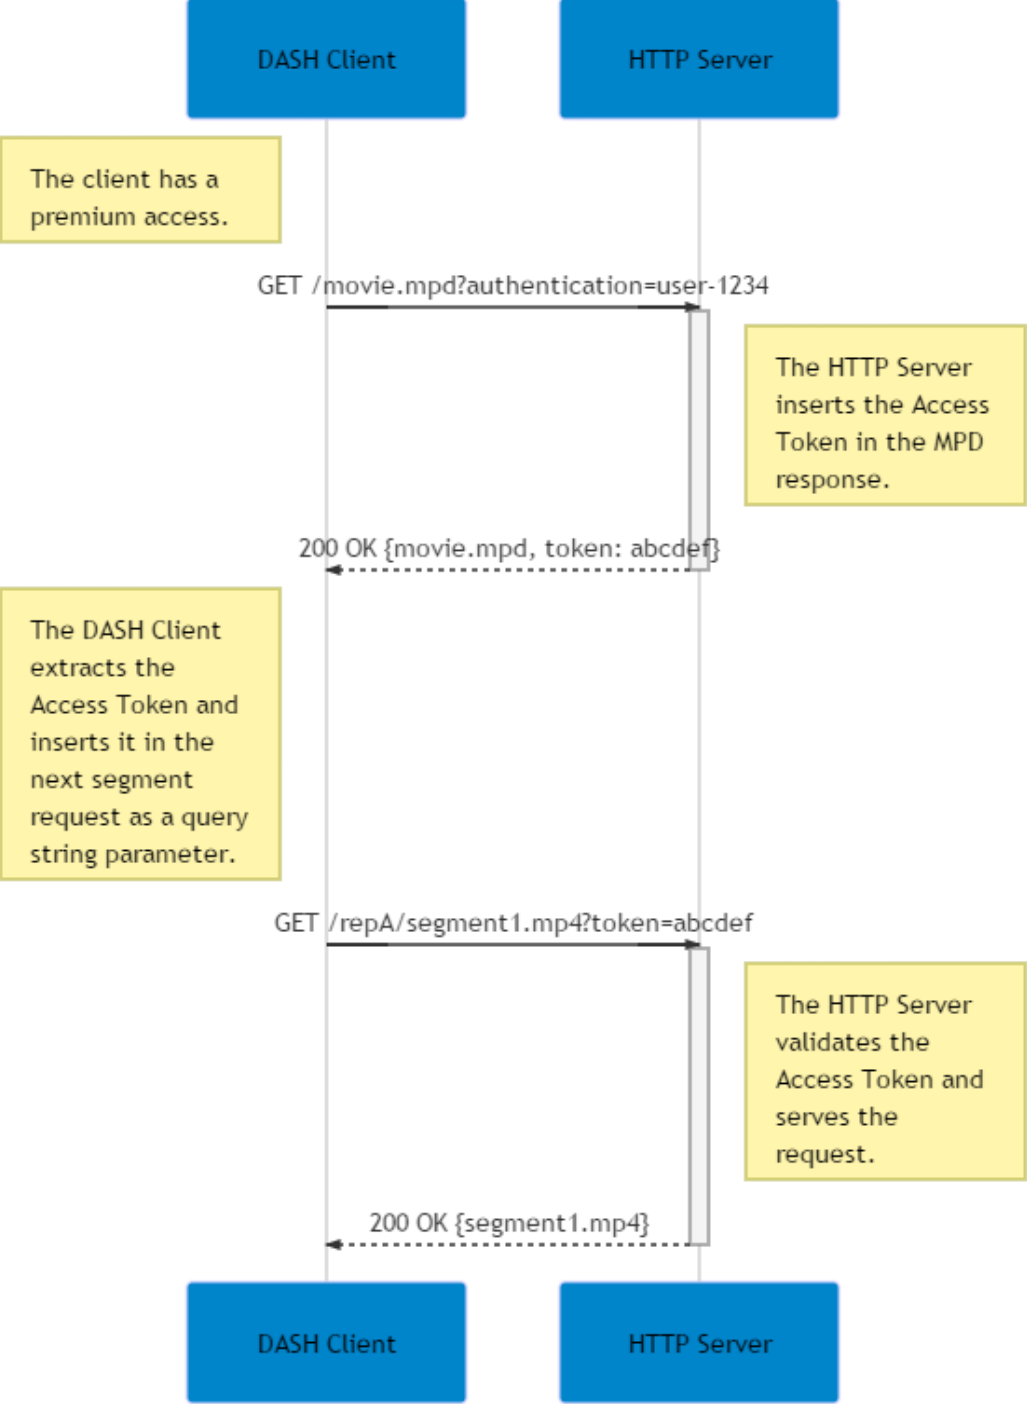 DASH Client
HTTP Server
The client has a
premium access.
GET /movie.mpd?authentication=user-1234
The HTTP Server
inserts the Access
Token in the MPD
response.
200 OK {movie.mpd, token: abcdef}
The DASH Client
extracts the
Access Token and
inserts it in the
next segment
request as a query
string parameter.
GET /repA/segment1.mp4?token=abcdef
The HTTP Server
validates the
Access Token and
serves the
request.
200 OK {segment1.mp4}
DASH Client
HTTP Server